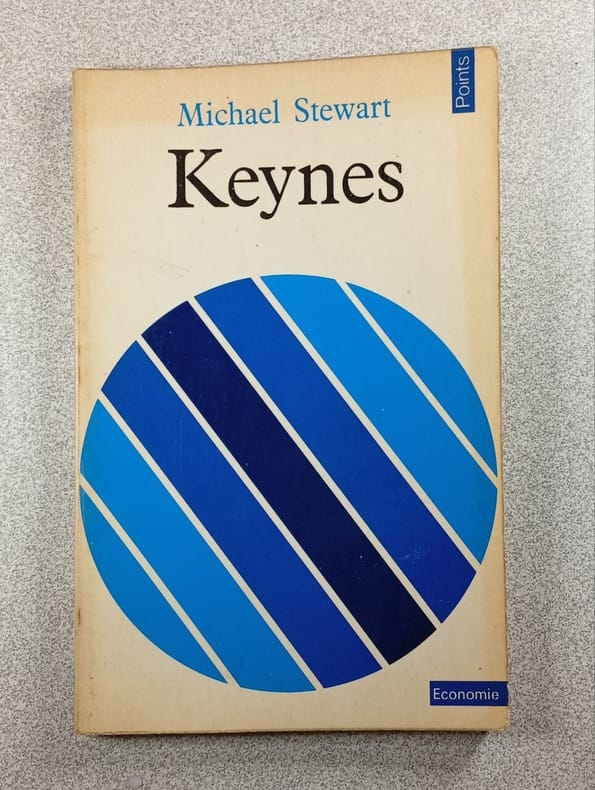 Points
Michael Stewart
Keynes
Economie